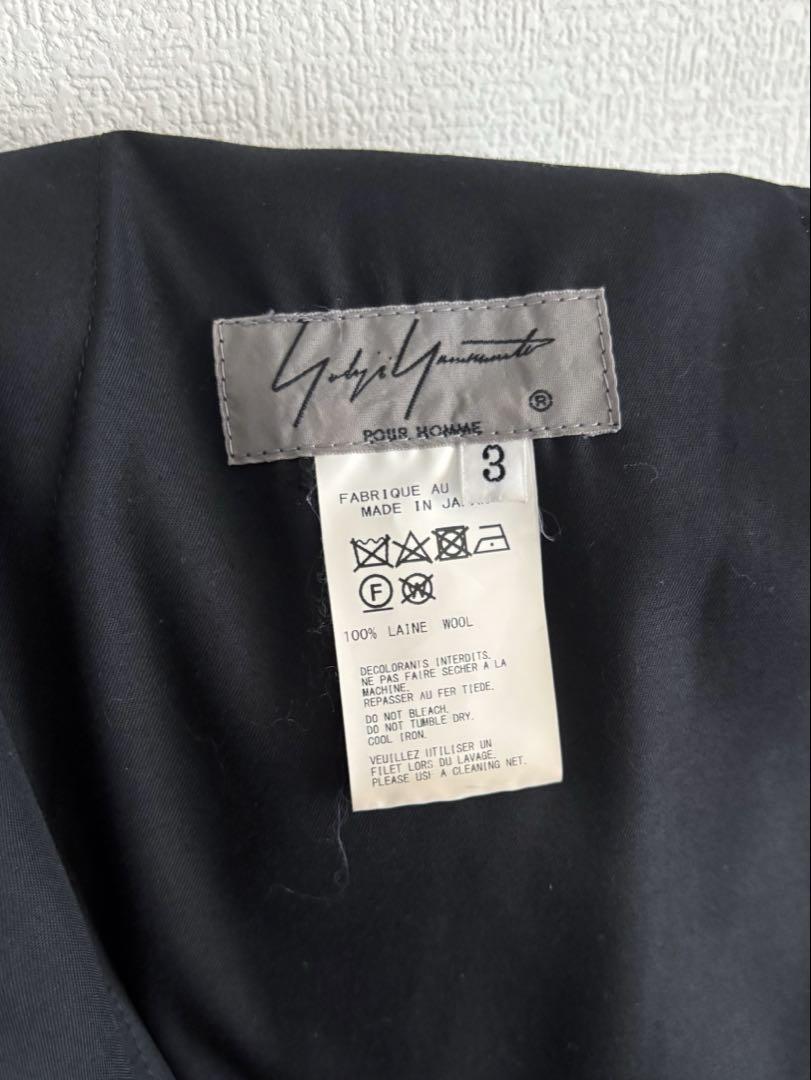 Yohji Yamamoto
®
POUR HOMME
3
FABRIQUE AU
MADE IN
F
W
100% LAINE WOOL
DECOLORANTS INTERDITS.
NE PAS FAIRE SECHER A LA
MACHINE.
REPASSER AU FER TIEDE.
DO NOT BLEACH.
DO NOT TUMBLE DRY.
COOL IRON.
VEUILLEZ UTILISER UN
FILET LORS DU LAVAGE.
PLEASE USE A CLEANING NET.